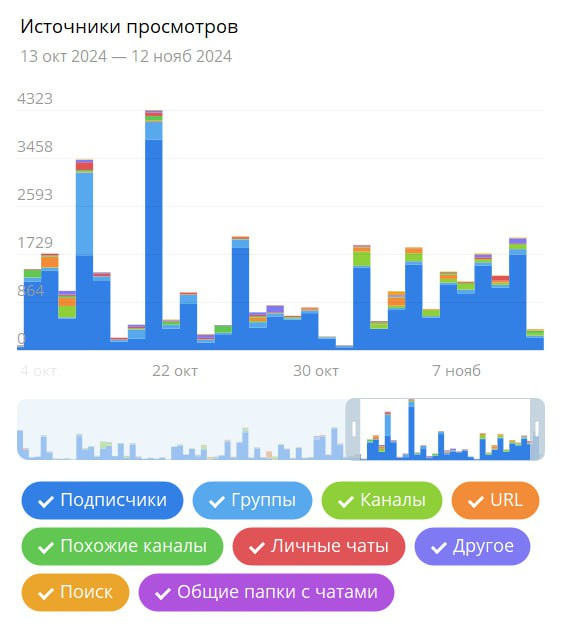 Источники просмотров
13 окт 2024 — 12 нояб 2024
4323
3458
2593
1729
864
0
4 окт 22 окт 30 окт 7 нояб
Подписчики Группы Каналы URL
Похожие каналы Личные чаты Другое
Поиск Общие папки с чатами